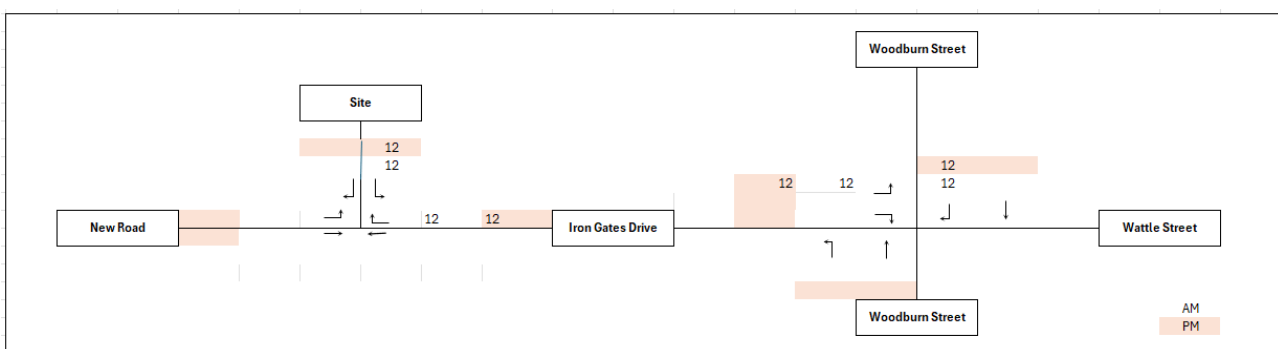 Woodburn Street
Site
12
12
12
12
12 12
12 12
New Road
Iron Gates Drive
Wattle Street
Woodburn Street
AM
PM